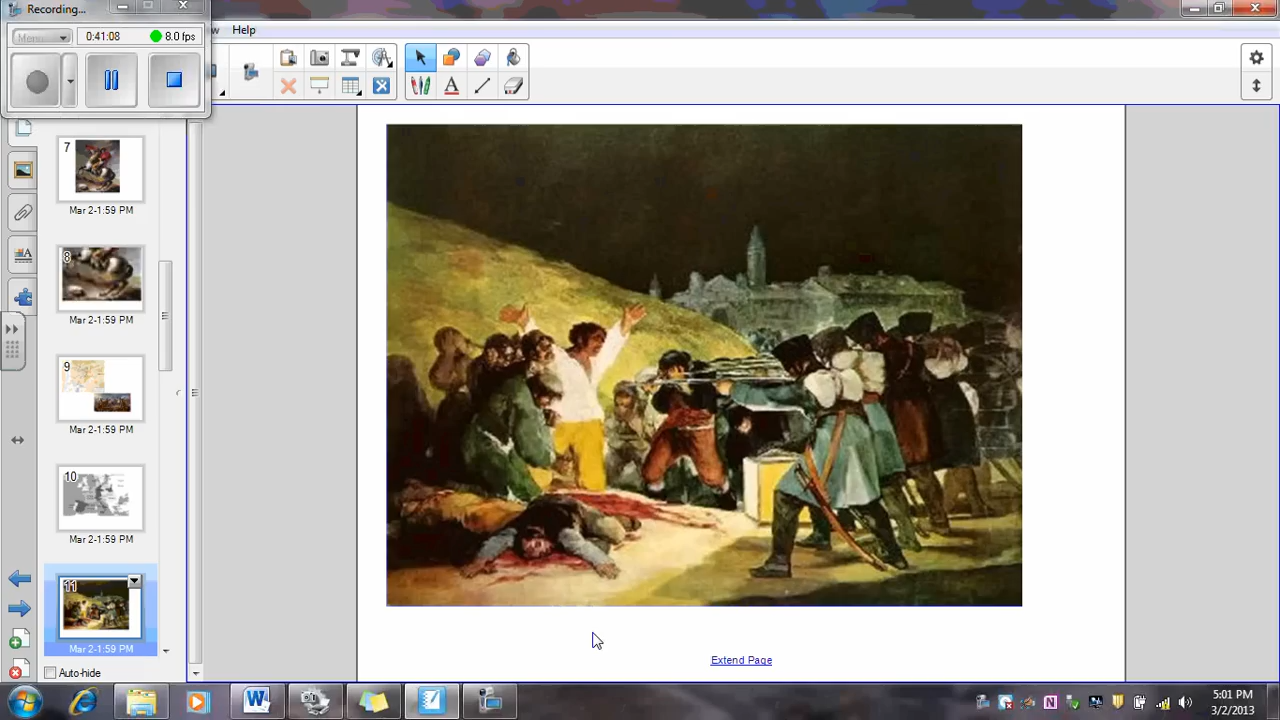 Recording...
Menu
0:41:08
8.0 fps
w
Help
7
Mar 2-1:59 PM
8
Mar 2-1:59 PM
9
Mar 2-1:59 PM
10
Mar 2-1:59 PM
11
Mar 2-1:59 PM
Auto-hide
Extend Page
5:01 PM
3/2/2013